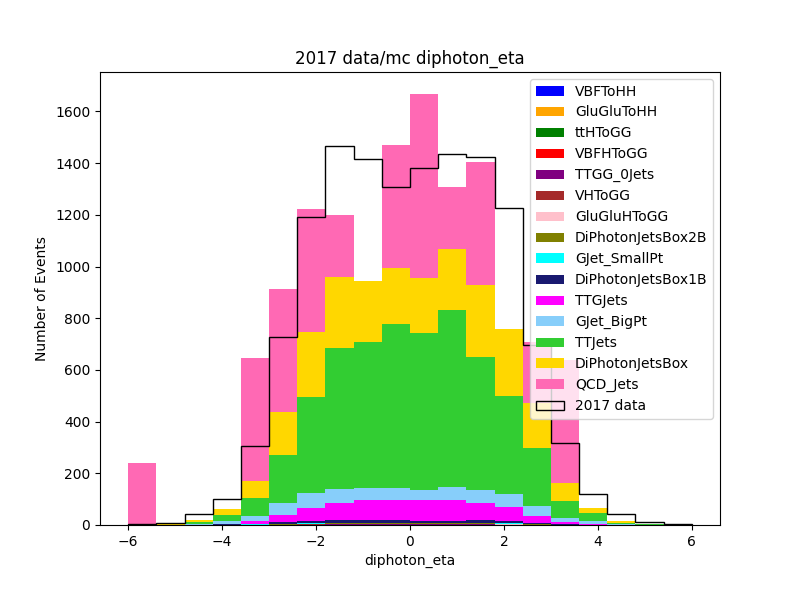 2017 data/mc diphoton_eta
Number of Events
1600
1400
1200
1000
800
600
400
200
0
−6
−4
−2
0
2
4
6
diphoton_eta
VBFToHH
GluGluToHH
ttHToGG
VBFHToGG
TTGG_0Jets
VHToGG
GluGluHToGG
DiPhotonJetsBox2B
GJet_SmallPt
DiPhotonJetsBox1B
TTGJets
GJet_BigPt
TTJets
DiPhotonJetsBox
QCD_Jets
2017 data